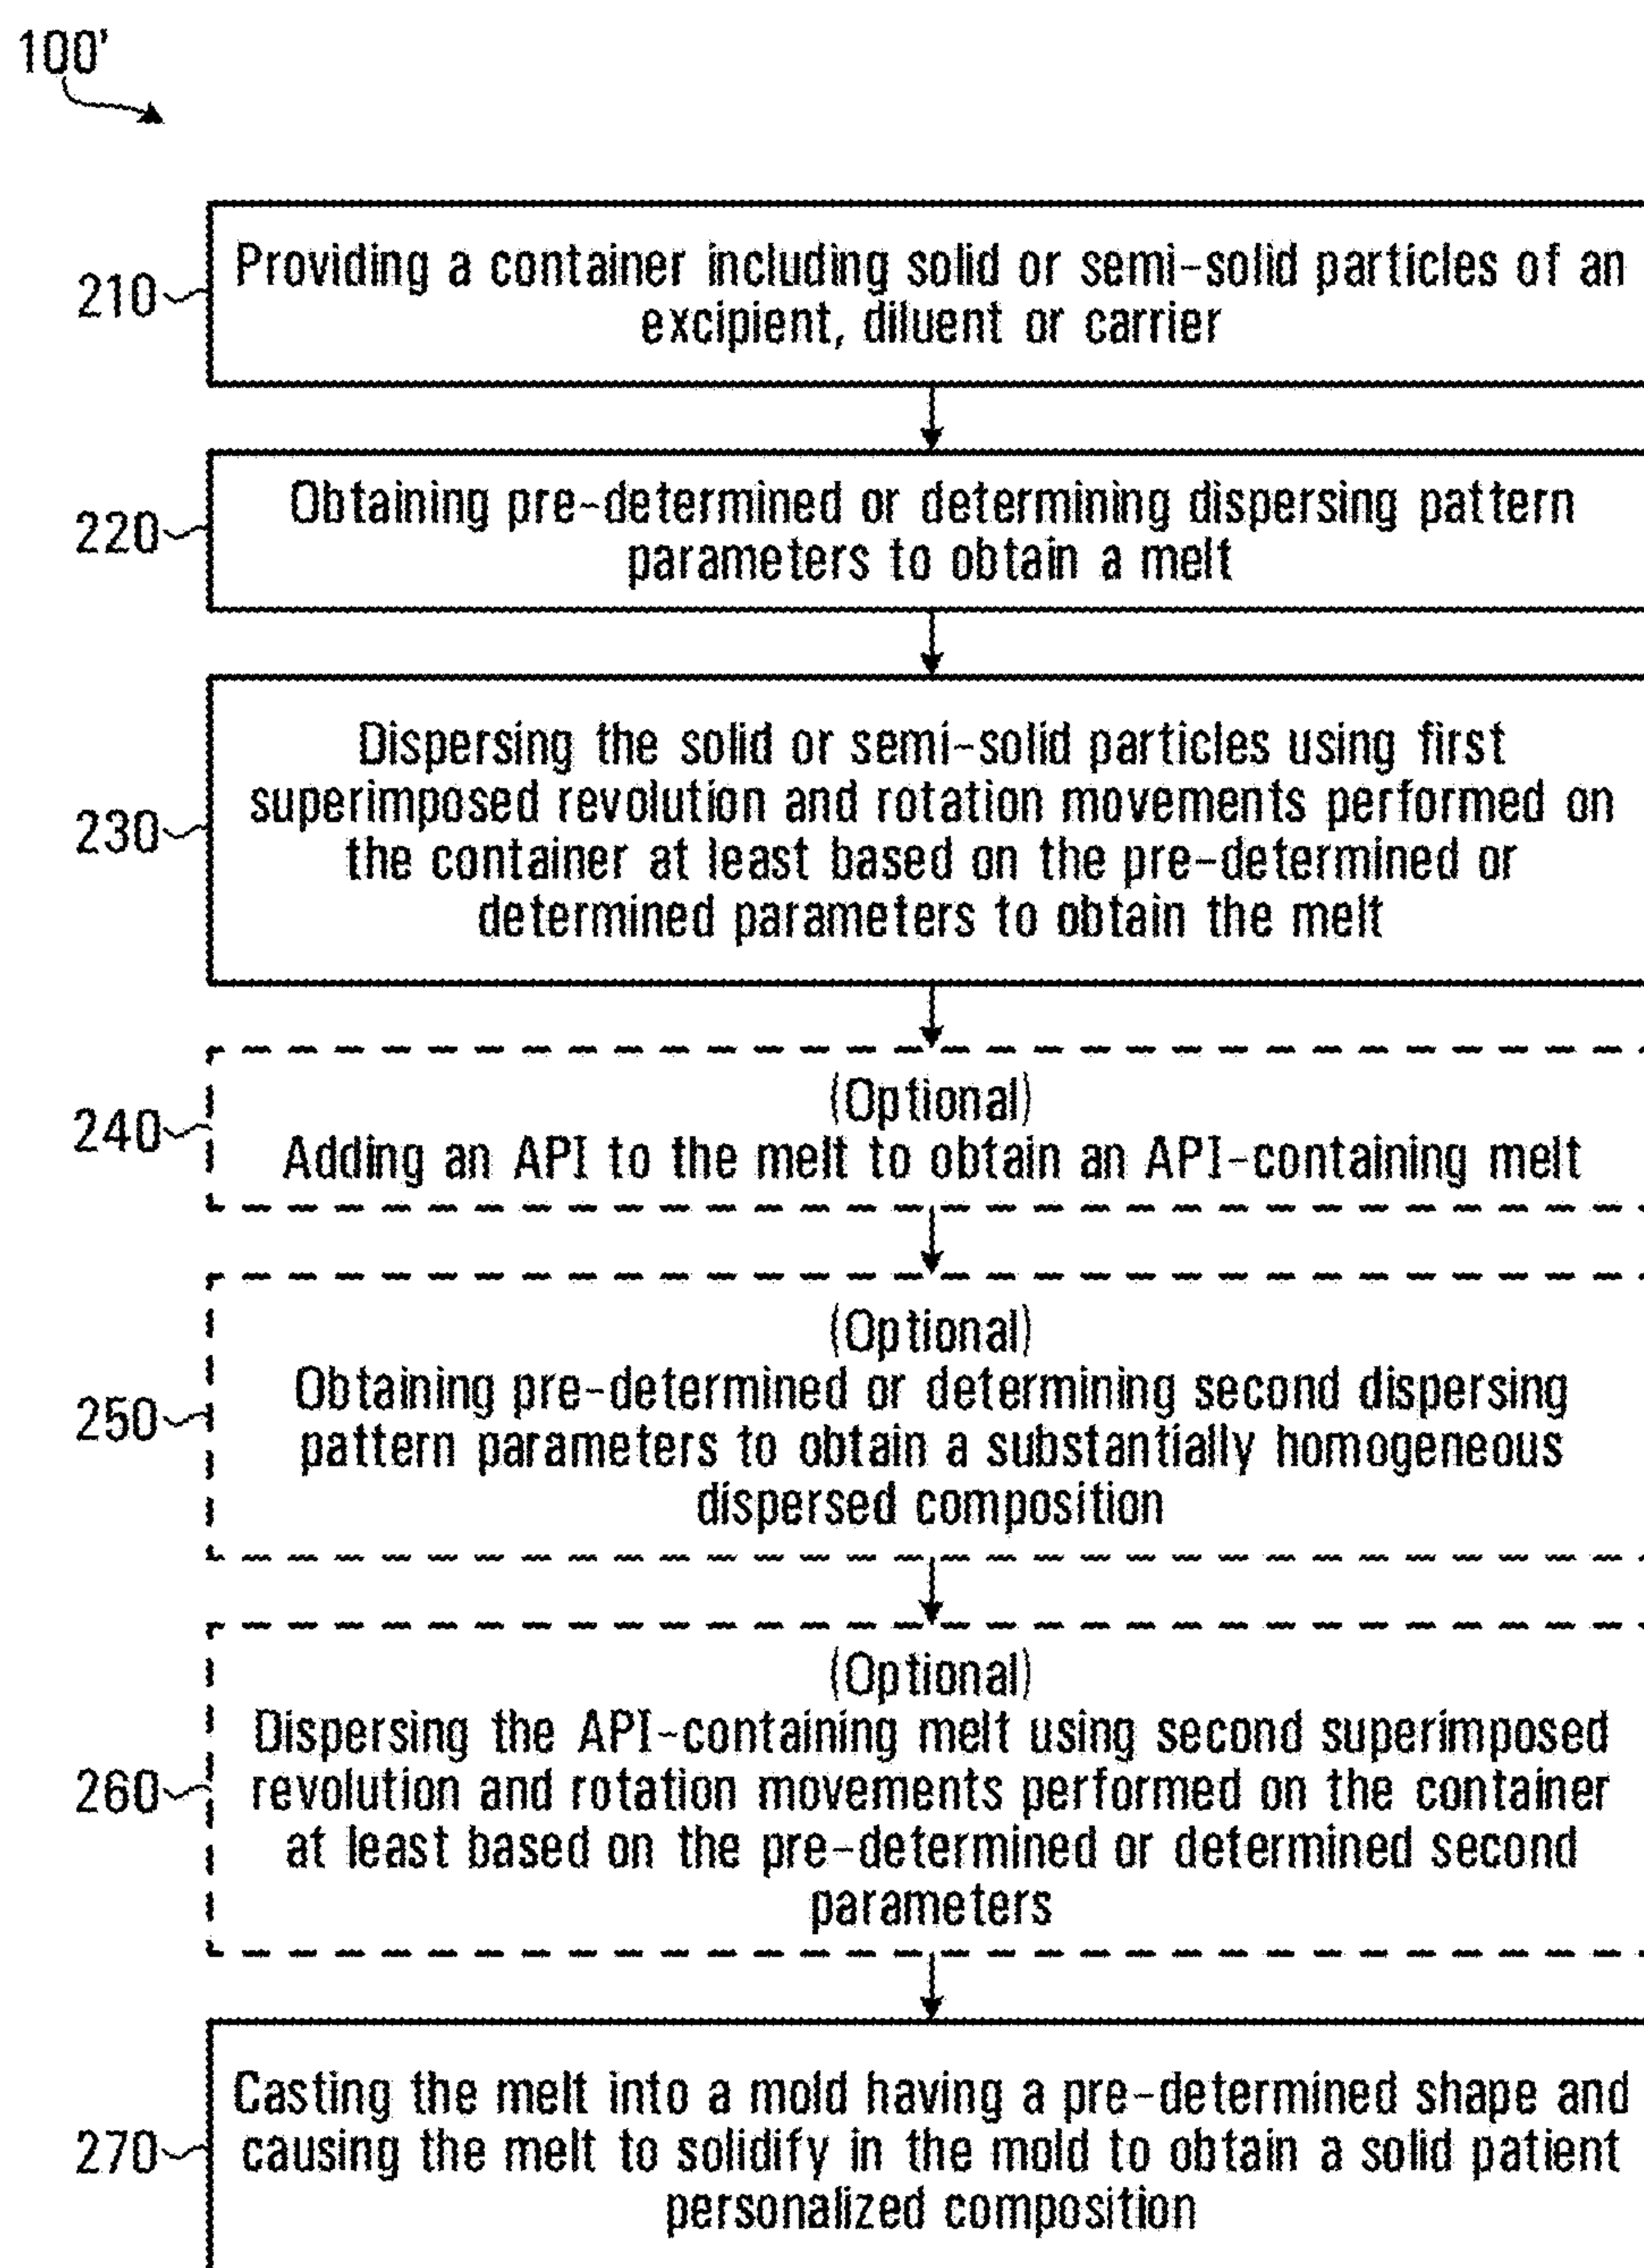 100'
210
Providing a container including solid or semi-solid particles of an
excipient, diluent or carrier
220
Obtaining pre-determined or determining dispersing pattern
parameters to obtain a melt
230
Dispersing the solid or semi-solid particles using first
superimposed revolution and rotation movements performed on
the container at least based on the pre-determined or
determined parameters to obtain the melt
240
(Optional)
Adding an API to the melt to obtain an API-containing melt
250
(Optional)
Obtaining pre-determined or determining second dispersing
pattern parameters to obtain a substantially homogeneous
dispersed composition
260
(Optional)
Dispersing the API-containing melt using second superimposed
revolution and rotation movements performed on the container
at least based on the pre-determined or determined second
parameters
270
Casting the melt into a mold having a pre-determined shape and
causing the melt to solidify in the mold to obtain a solid patient
personalized composition